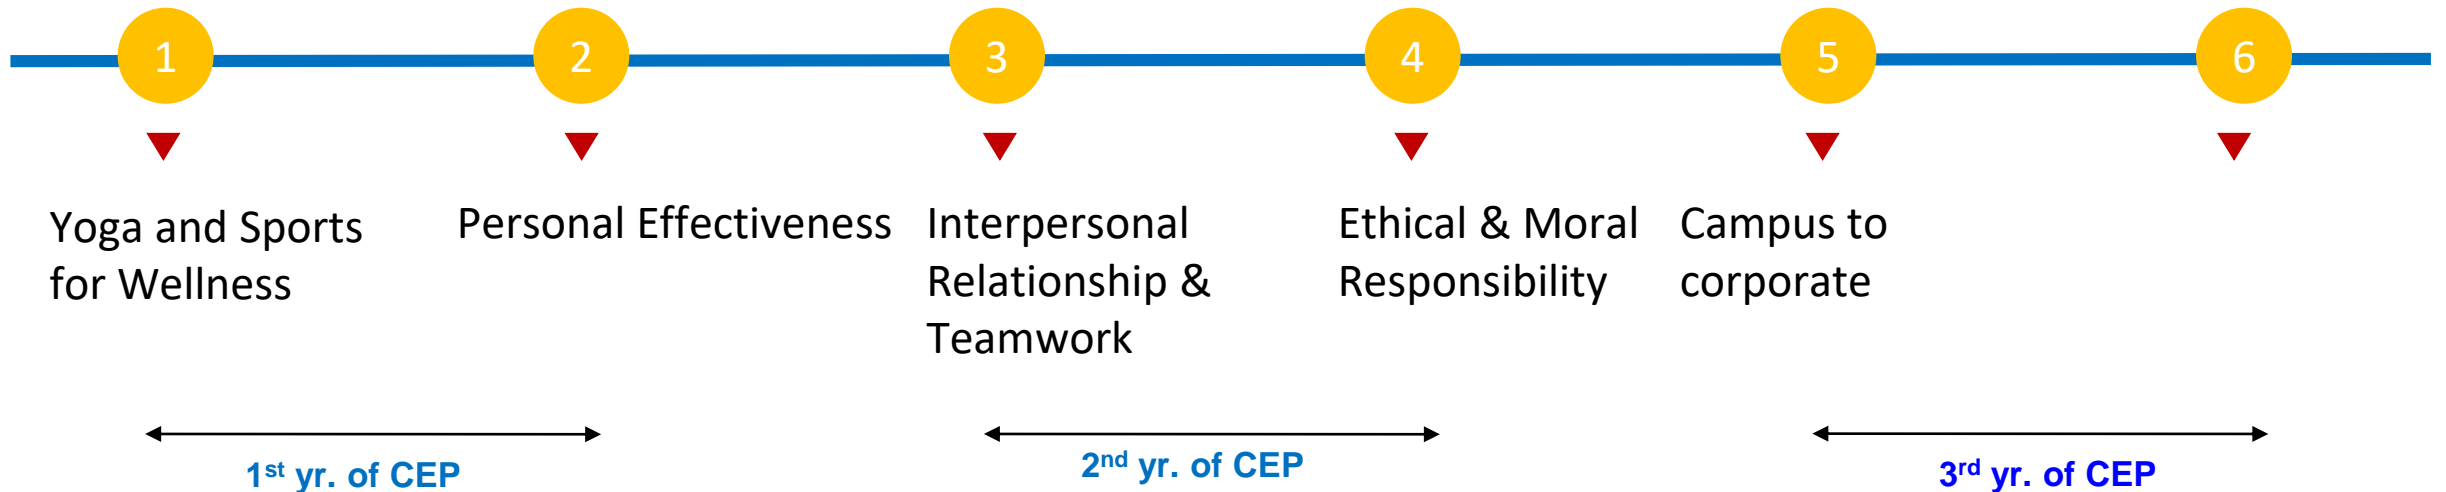 1 2 3 4 5 6
Yoga and Sports
for Wellness
Personal Effectiveness
Interpersonal
Relationship &
Teamwork
Ethical & Moral
Responsibility
Campus to
corporate
1st yr. of CEP
2nd yr. of CEP
3rd yr. of CEP